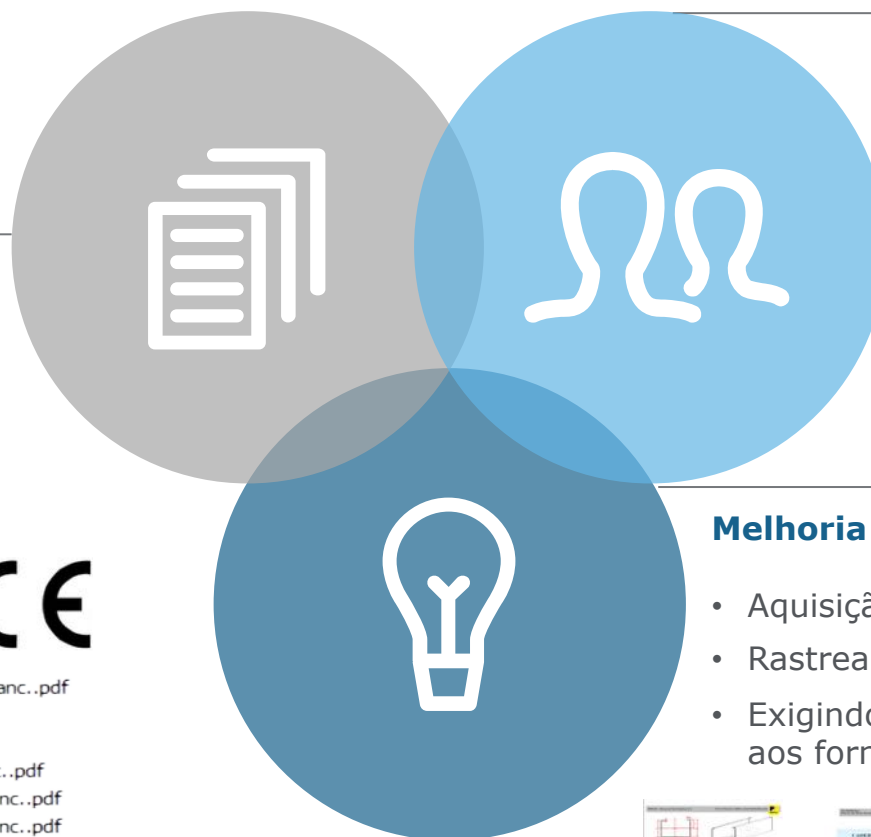 CE
anc..pdf
..pdf
nc..pdf
nc..pdf
Melhoria
• Aquisiçã
• Rastrea
• Exigindo
aos forn